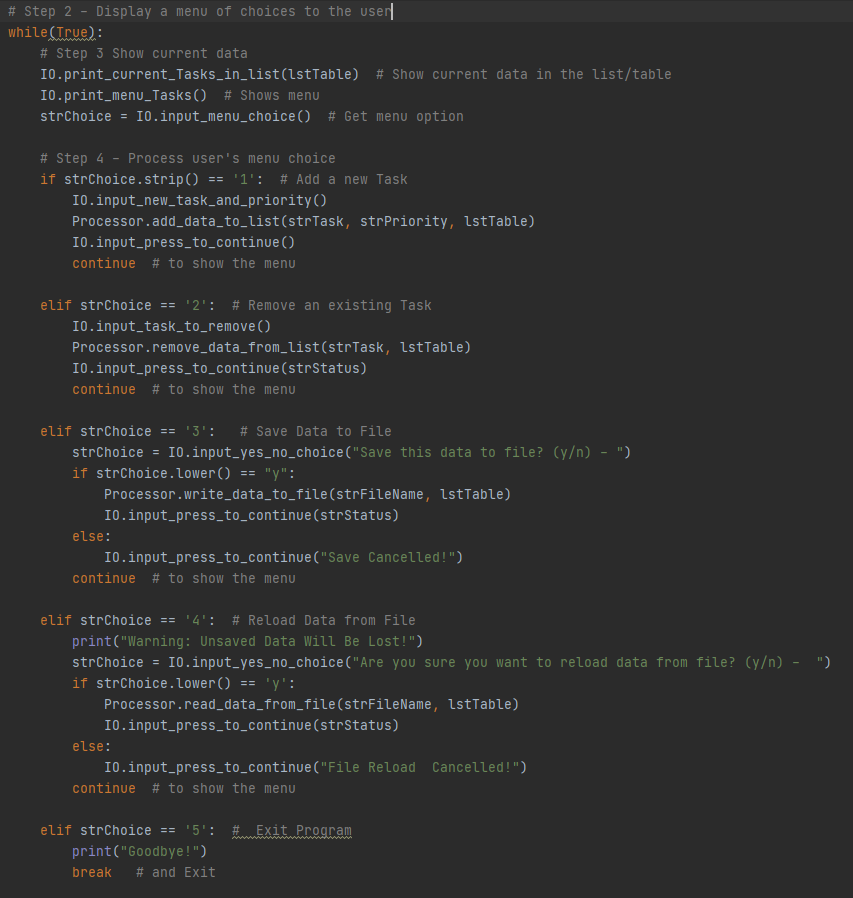 # Step 2 - Display a menu of choices to the user
while(True):
    # Step 3 Show current data
    IO.print_current_Tasks_in_list(lstTable)  # Show current data in the list/table
    IO.print_menu_Tasks()  # Shows menu
    strChoice = IO.input_menu_choice()  # Get menu option

    # Step 4 - Process user's menu choice
    if strChoice.strip() == '1':  # Add a new Task
        IO.input_new_task_and_priority()
        Processor.add_data_to_list(strTask, strPriority, lstTable)
        IO.input_press_to_continue()
        continue  # to show the menu

    elif strChoice == '2':  # Remove an existing Task
        IO.input_task_to_remove()
        Processor.remove_data_from_list(strTask, lstTable)
        IO.input_press_to_continue(strStatus)
        continue  # to show the menu

    elif strChoice == '3':   # Save Data to File
        strChoice = IO.input_yes_no_choice("Save this data to file? (y/n) - ")
        if strChoice.lower() == "y":
            Processor.write_data_to_file(strFileName, lstTable)
            IO.input_press_to_continue(strStatus)
        else:
            IO.input_press_to_continue("Save Cancelled!")
        continue  # to show the menu

    elif strChoice == '4':  # Reload Data from File
        print("Warning: Unsaved Data Will Be Lost!")
        strChoice = IO.input_yes_no_choice("Are you sure you want to reload data from file? (y/n) -  ")
        if strChoice.lower() == 'y':
            Processor.read_data_from_file(strFileName, lstTable)
            IO.input_press_to_continue(strStatus)
        else:
            IO.input_press_to_continue("File Reload  Cancelled!")
        continue  # to show the menu

    elif strChoice == '5':  #  Exit Program
        print("Goodbye!")
        break   # and Exit